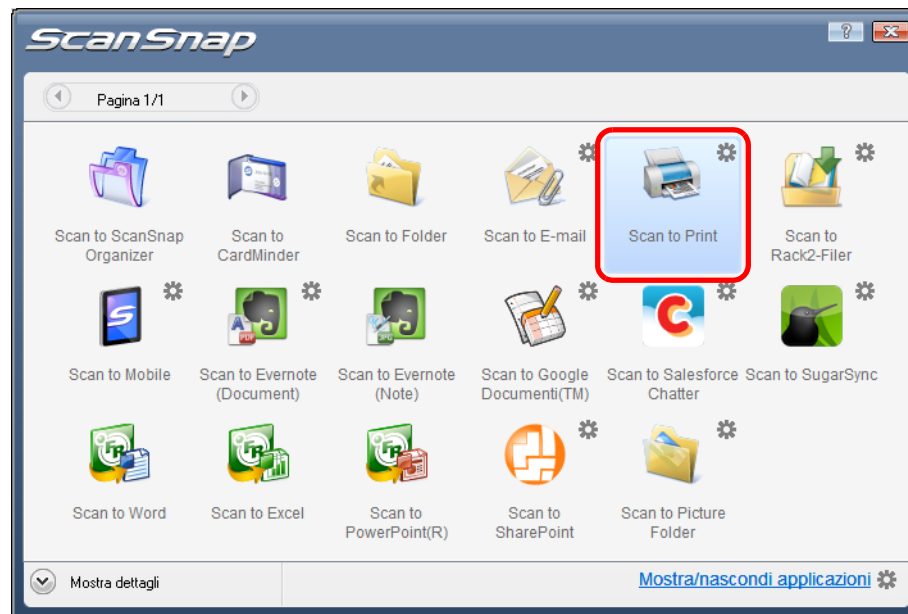 ScanSnap
?
Pagina 1/1
Scan to ScanSnap
Organizer
Scan to
CardMinder
Scan to Folder
Scan to E-mail
Scan to Print
Scan to
Rack2-Filer
Scan to Mobile
Scan to Evernote
(Document)
Scan to Evernote
(Note)
Scan to Google
Documenti(TM)
Scan to Salesforce
Chatter
Scan to SugarSync
Scan to Word
Scan to Excel
Scan to
PowerPoint(R)
Scan to
SharePoint
Scan to Picture
Folder
Mostra dettagli
Mostra/nascondi applicazioni